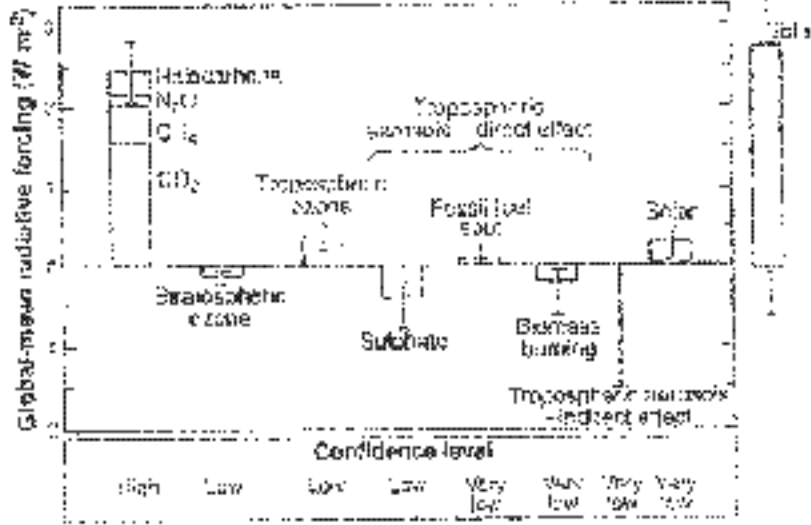 Global-mean radiative forcing (W m⁻²)
3
Halocarbons
N₂O
CH₄
CO₂
Tropospheric
aerosols – direct effect
Tropospheric
ozone
Fossil fuel
soot
Solar
0
Stratospheric
ozone
Sulphate
Biomass
burning
Tropospheric aerosols
– indirect effect
Confidence level
High Low Low Low Very Very Very Very
low low low low